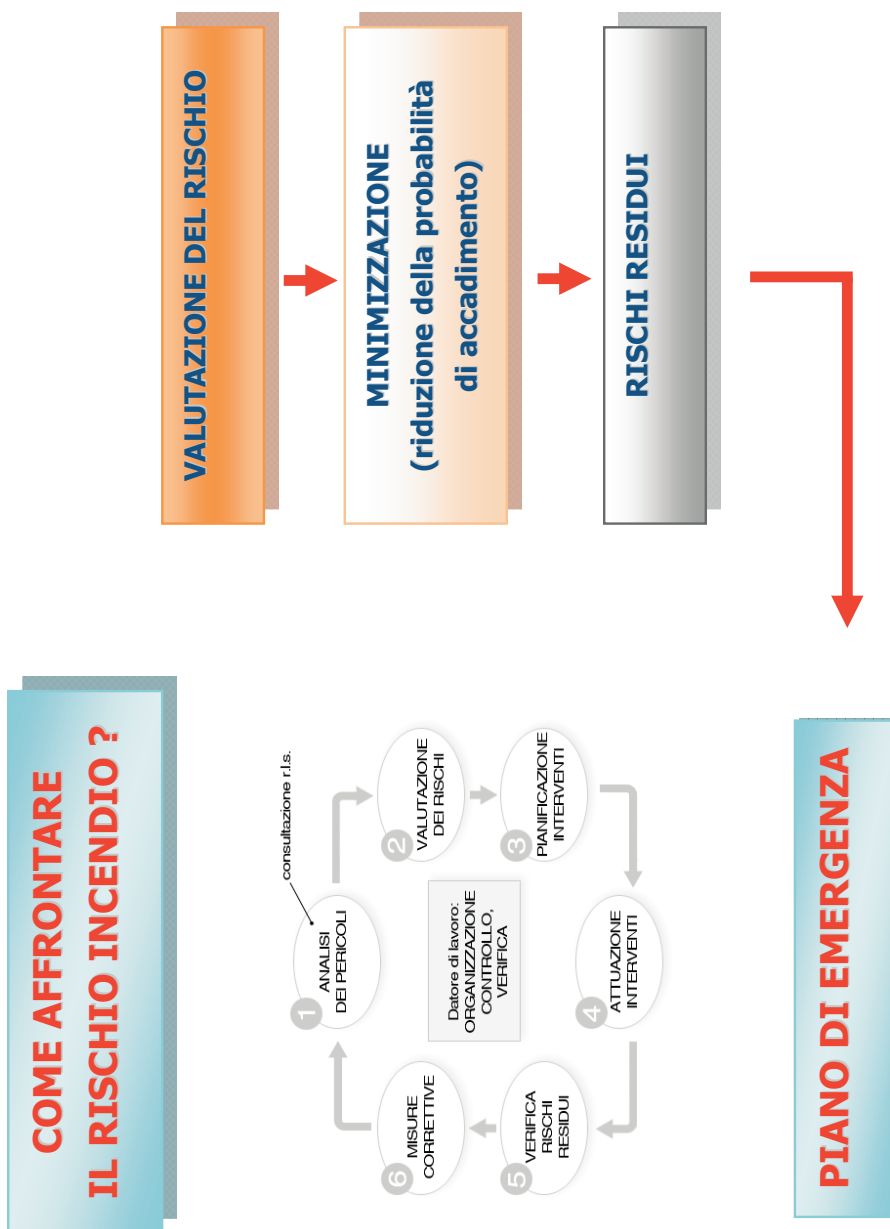 COME AFFRONTARE
IL RISCHIO INCENDIO ?
VALUTAZIONE DEL RISCHIO
MINIMIZZAZIONE
(riduzione della probabilità
di accadimento)
RISCHI RESIDUI
consultazione r.l.s.
1
ANALISI
DEI PERICOLI
2
VALUTAZIONE
DEI RISCHI
3
PIANIFICAZIONE
INTERVENTI
4
ATTUAZIONE
INTERVENTI
5
VERIFICA
RISCHI
RESIDUI
6
MISURE
CORRETTIVE
Datore di lavoro:
ORGANIZZAZIONE
CONTROLLO,
VERIFICA
PIANO DI EMERGENZA